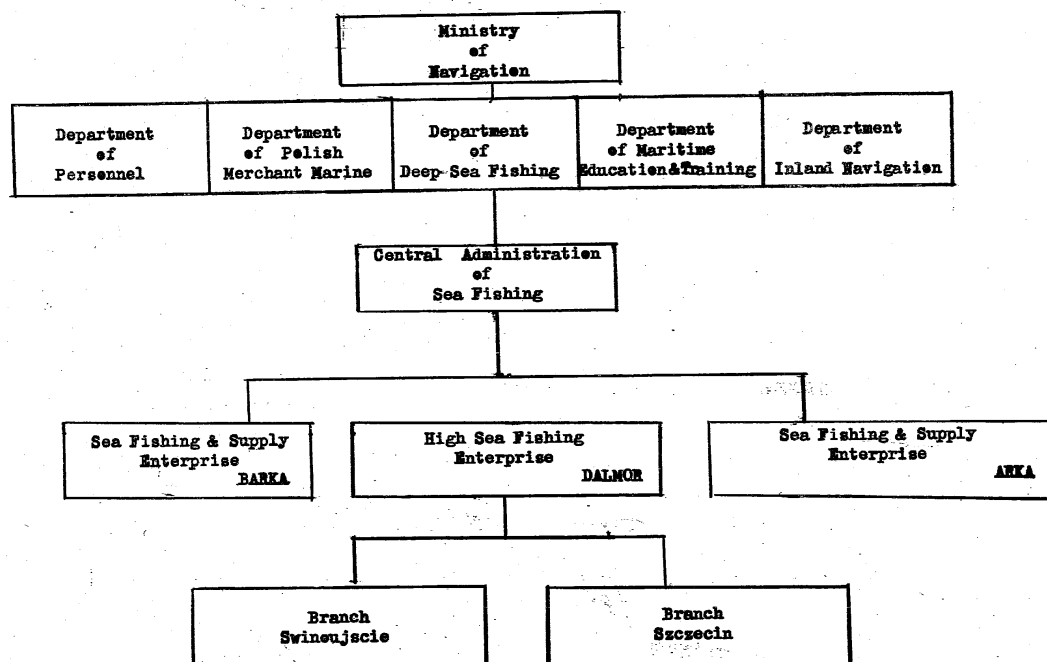 Ministry
of
Navigation
Department
of
Personnel
Department
of Polish
Merchant Marine
Department
of
Deep Sea Fishing
Department
of Maritime
Education&Training
Department
of
Inland Navigation
Central Administration
of
Sea Fishing
Sea Fishing & Supply
Enterprise
BARKA
High Sea Fishing
Enterprise
DALMOR
Sea Fishing & Supply
Enterprise
ARKA
Branch
Swinoujscie
Branch
Szczecin